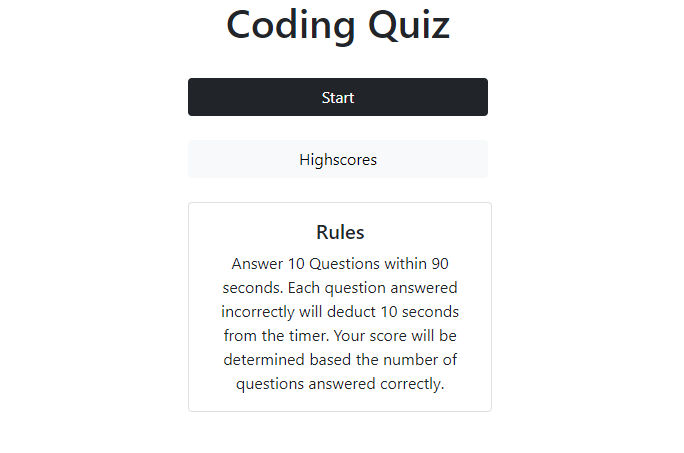 Coding Quiz
Start
Highscores
Rules
Answer 10 Questions within 90
seconds. Each question answered
incorrectly will deduct 10 seconds
from the timer. Your score will be
determined based the number of
questions answered correctly.